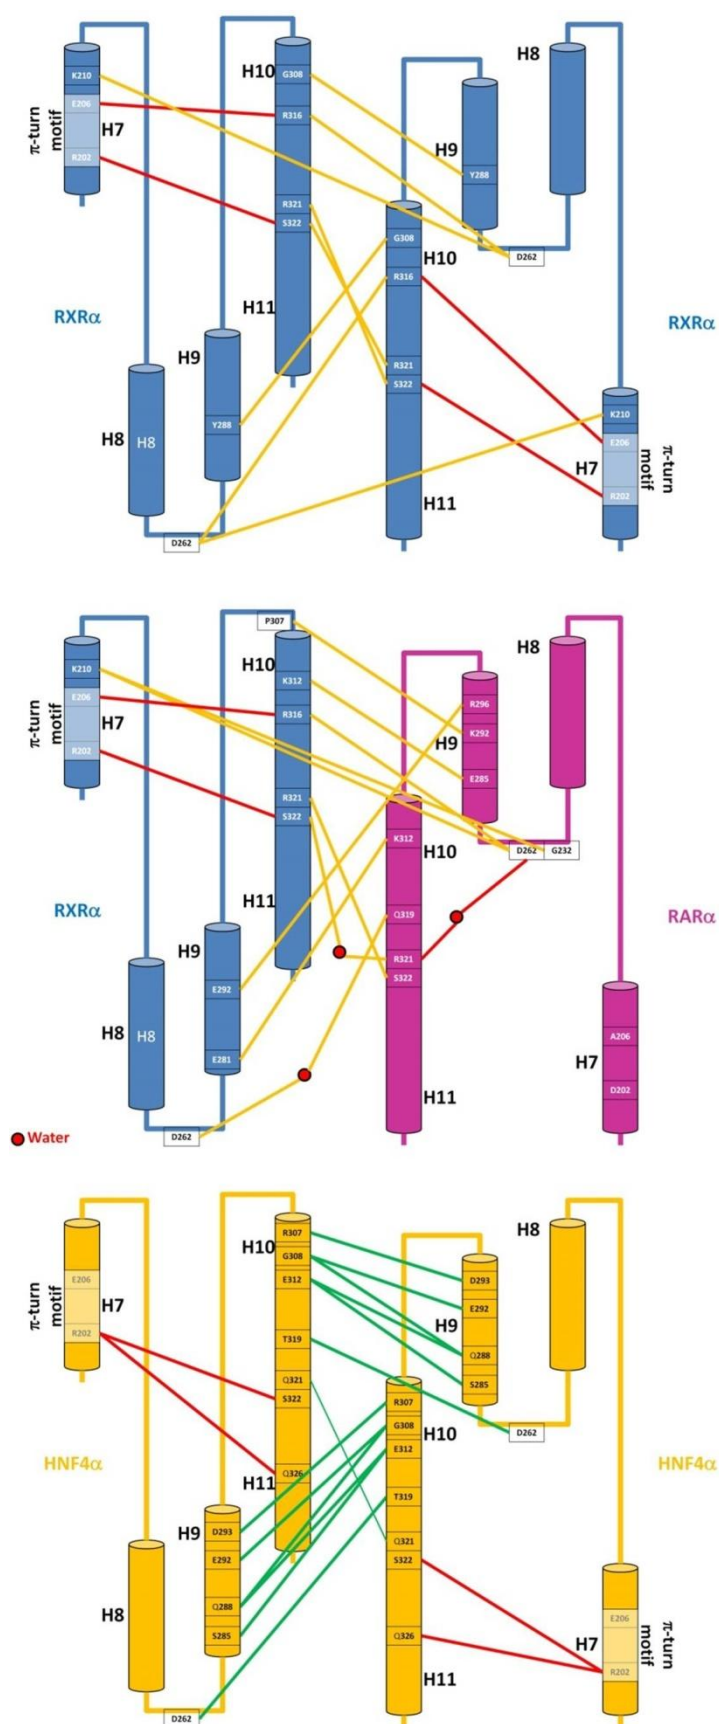 H8
K210
G308
H10
E206
R316
π-turn
motif
H7
R202
H9
Y288
R321
S322
G308
H10
R316
D262
RXRα
H11
RXRα
H9
R321
S322
K210
H8
H8
Y288
E206
H7
R202
π-turn
motif
H11
D262
P307
H8
K210
H10
K312
E206
R316
π-turn
motif
H7
R202
R296
H9
K292
E285
R321
S322
K312
H10
D262
G232
RXRα
H11
Q319
RARα
H9
R321
S322
E292
H8
H8
A206
H7
D202
E281
H11
Water
D262
R307
H8
H10
G308
E312
E206
π-turn
motif
H7
R202
D293
E292
H9
Q288
S285
T319
Q321
S322
R307
G308
H10
D262
E312
HNF4α
Q326
H11
HNF4α
T319
H9
D293
E292
Q321
S322
H8
Q288
S285
Q326
E206
H7
R202
π-turn
motif
H11
D262